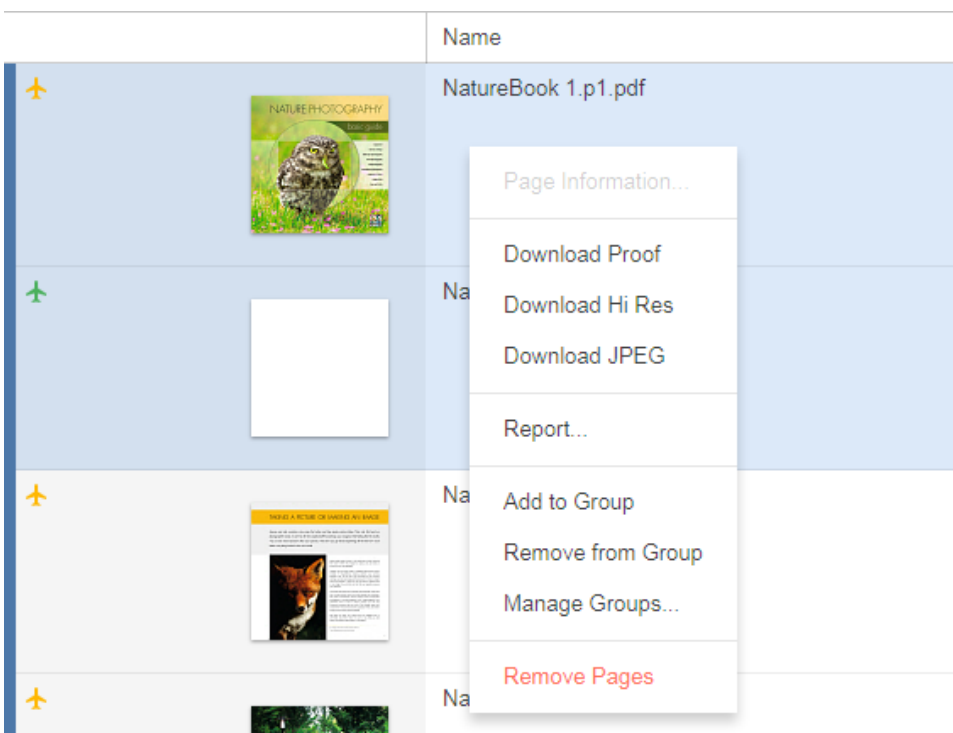 Name
NatureBook 1.p1.pdf
NATURE PHOTOGRAPHY
basic guide
Page Information...
Download Proof
Na
Download Hi Res
Download JPEG
Report...
Na
Add to Group
TAKING A PICTURE OR MAKING AN IMAGE
Remove from Group
Manage Groups...
Remove Pages
Na